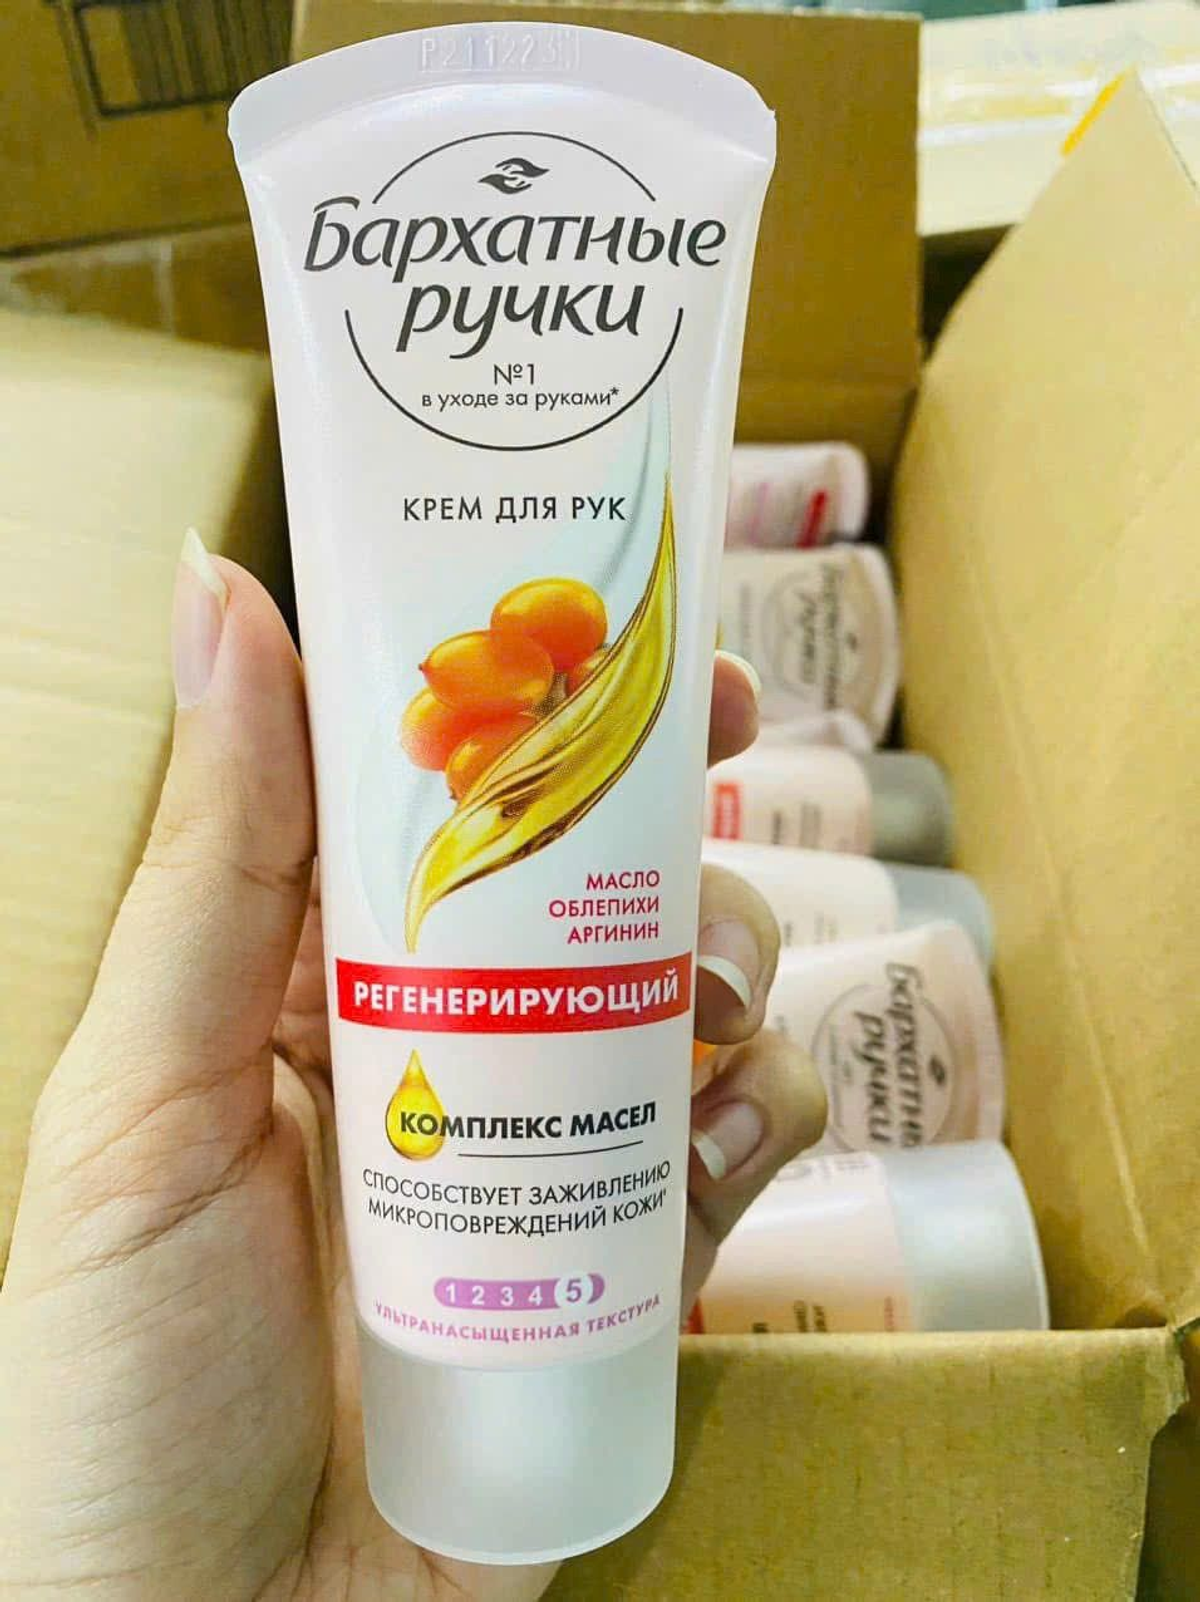 P211223
Бархатные
ручки
№1
в уходе за руками*
КРЕМ ДЛЯ РУК
МАСЛО
ОБЛЕПИХИ
АРГИНИН
РЕГЕНЕРИРУЮЩИЙ
КОМПЛЕКС МАСЕЛ
СПОСОБСТВУЕТ ЗАЖИВЛЕНИЮ
МИКРОПОВРЕЖДЕНИЙ КОЖИ¹
1 2 3 4 5
УЛЬТРАНАСЫЩЕННАЯ ТЕКСТУРА
Бархатные
ручки
Бархатные
ручки